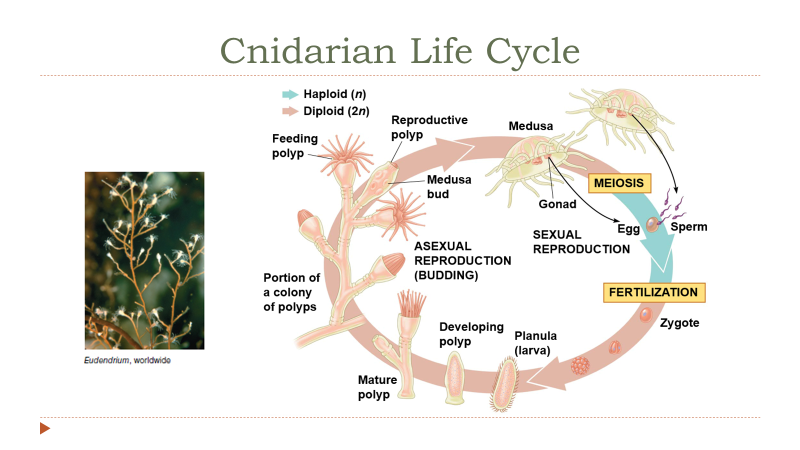 Cnidarian Life Cycle
Haploid (n)
Diploid (2n)
Reproductive
polyp
Feeding
polyp
Medusa
bud
Medusa
Gonad
MEIOSIS
Egg
Sperm
SEXUAL
REPRODUCTION
ASEXUAL
REPRODUCTION
(BUDDING)
FERTILIZATION
Portion of
a colony
of polyps
Zygote
Developing
polyp
Planula
(larva)
Mature
polyp
Eudendrium, worldwide